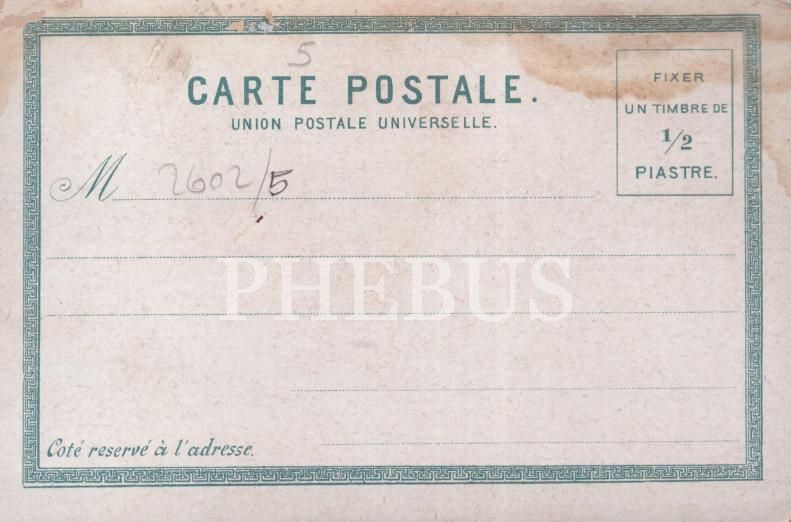 5
CARTE POSTALE.
UNION POSTALE UNIVERSELLE.
FIXER
UN TIMBRE DE
1/2
PIASTRE.
M 2602/5
PHEBUS
Coté reservé à l'adresse.